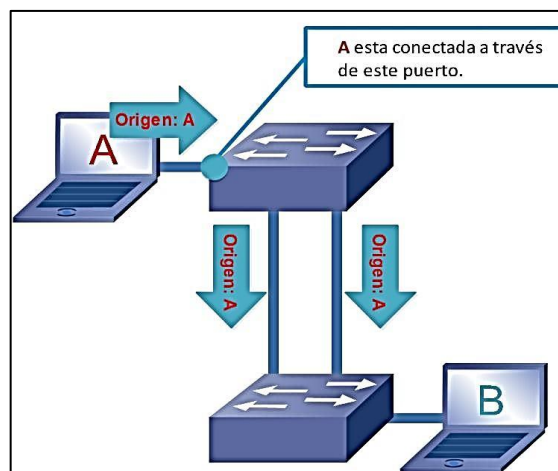 A esta conectada a través
de este puerto.
Origen: A
A
Origen: A
Origen: A
B